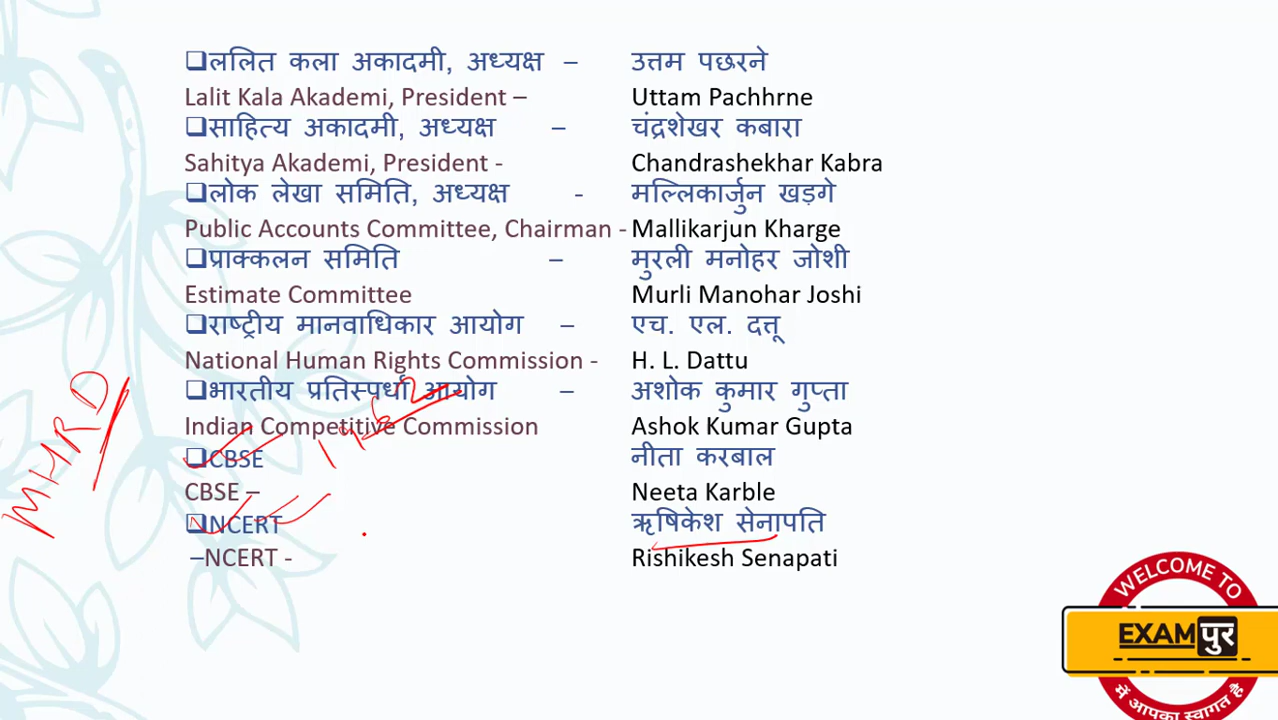 ❑ललित कला अकादमी, अध्यक्ष – उत्तम पछरने
Lalit Kala Akademi, President – Uttam Pachhrne
❑साहित्य अकादमी, अध्यक्ष – चंद्रशेखर कबारा
Sahitya Akademi, President - Chandrashekhar Kabra
❑लोक लेखा समिति, अध्यक्ष - मल्लिकार्जुन खड़गे
Public Accounts Committee, Chairman - Mallikarjun Kharge
❑प्राक्कलन समिति – मुरली मनोहर जोशी
Estimate Committee Murli Manohar Joshi
❑राष्ट्रीय मानवाधिकार आयोग – एच. एल. दत्तू
National Human Rights Commission - H. L. Dattu
❑भारतीय प्रतिस्पर्धा आयोग – अशोक कुमार गुप्ता
Indian Competitive Commission Ashok Kumar Gupta
❑CBSE नीता करबाल
CBSE – Neeta Karble
❑NCERT ऋषिकेश सेनापति
–NCERT - Rishikesh Senapati
MHRD
1962
WELCOME TO
EXAMपुर
में आपका स्वागत है